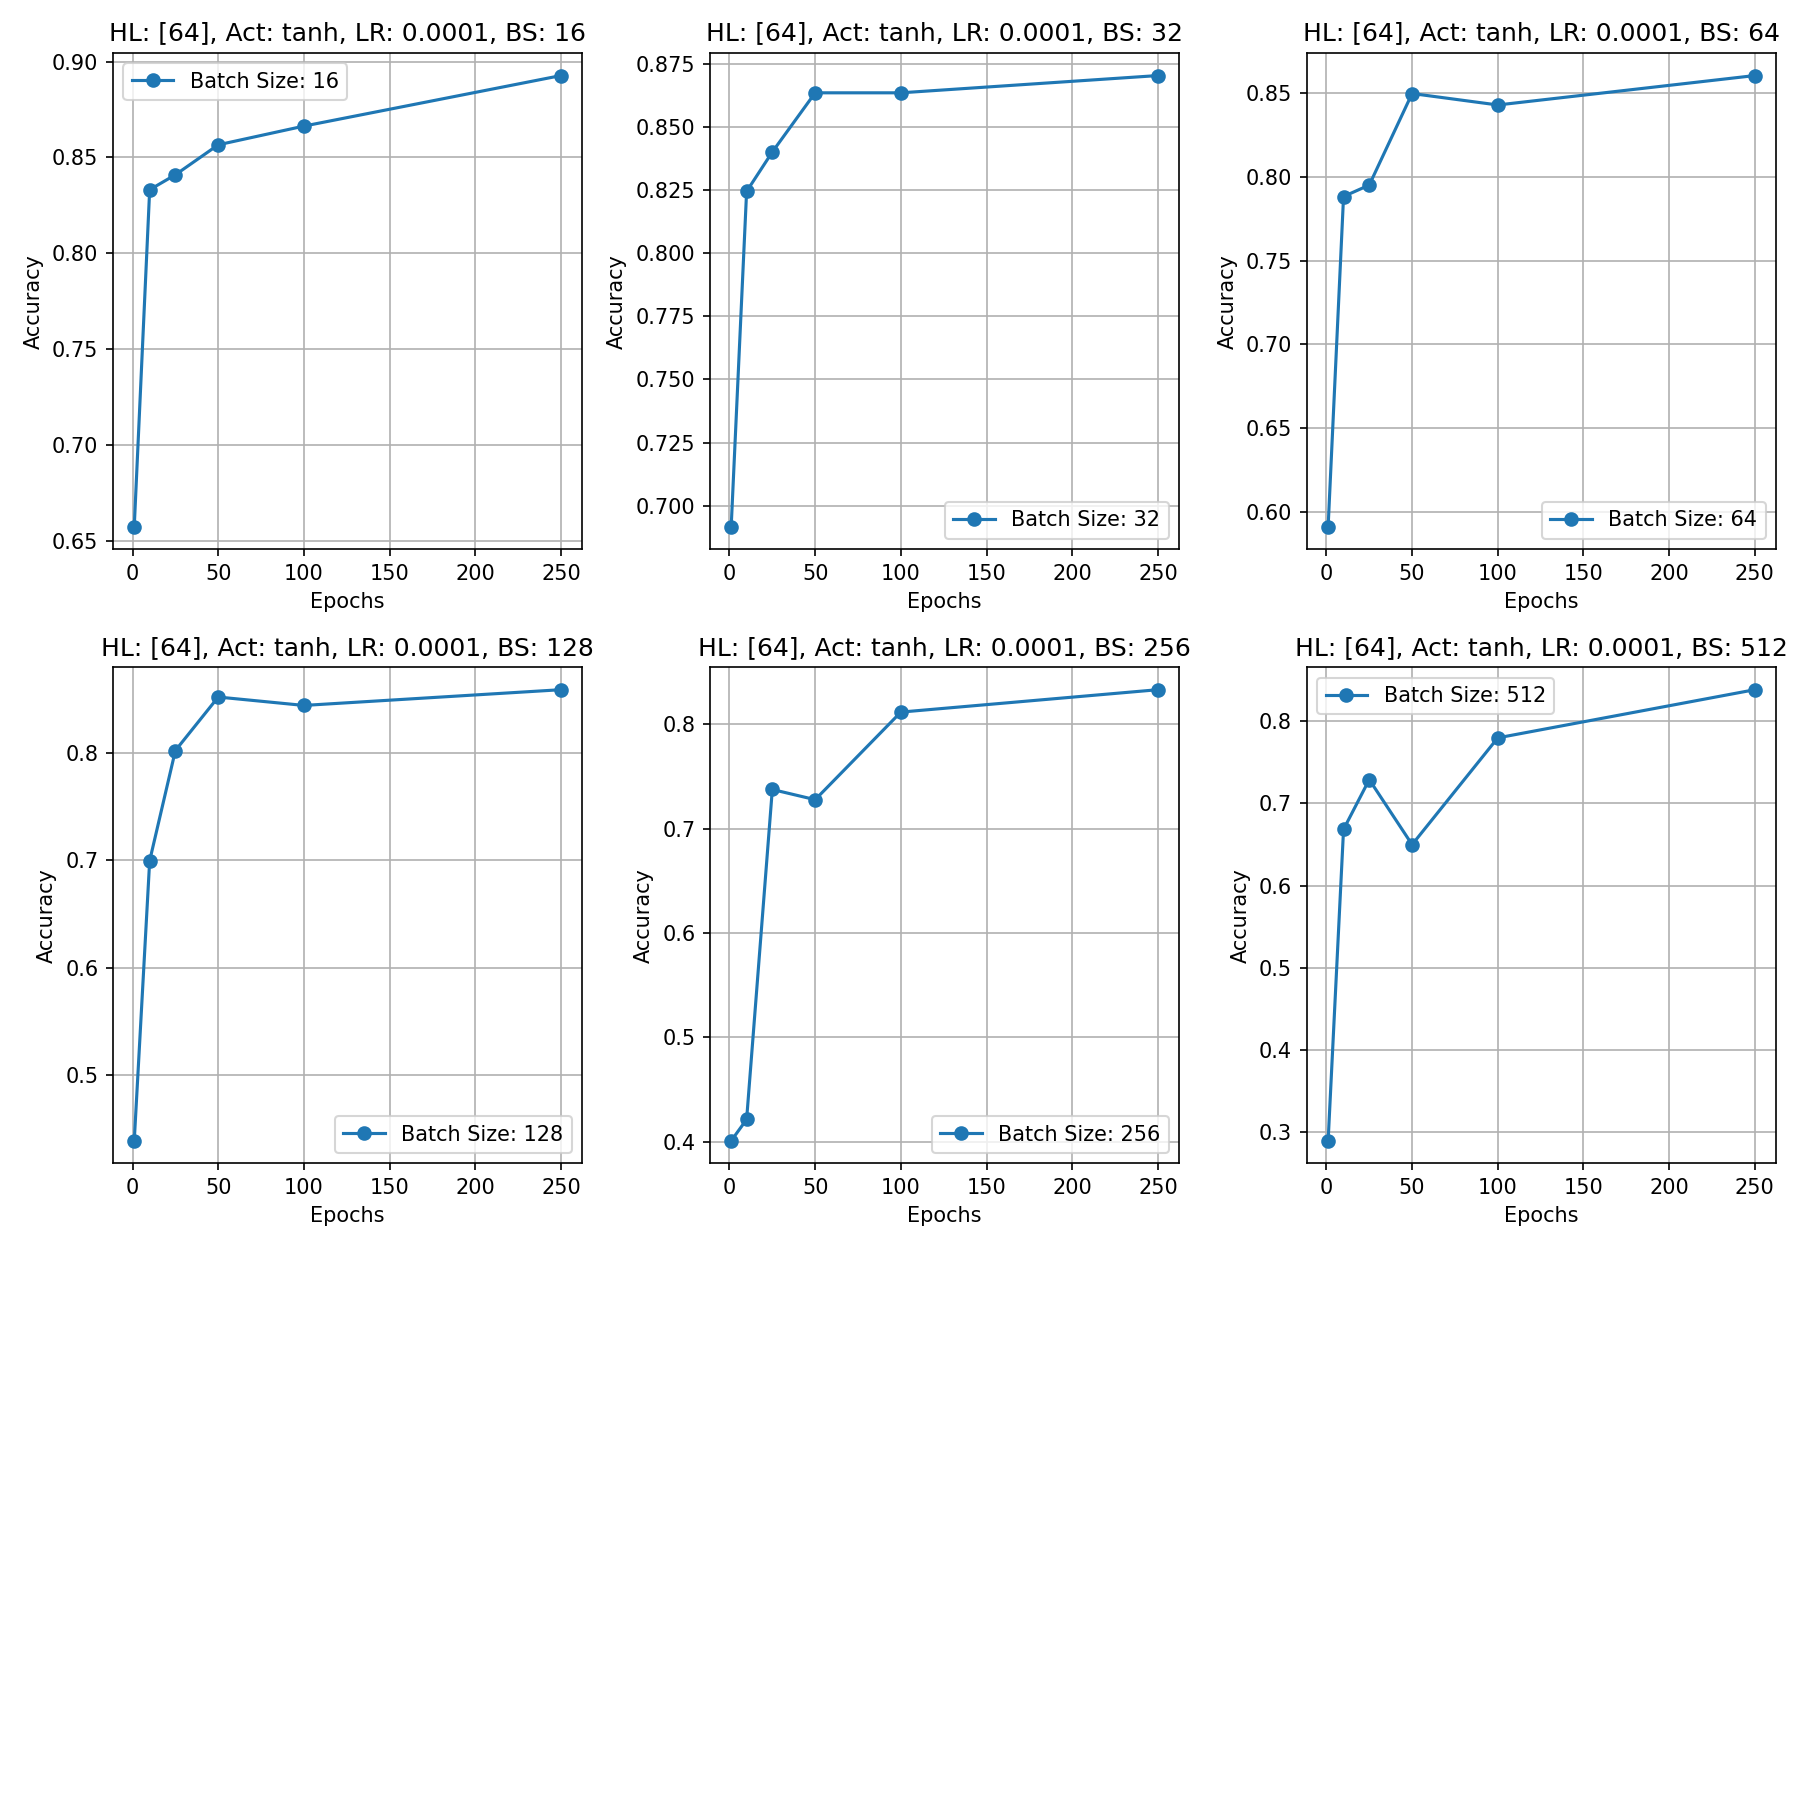 HL: [64], Act: tanh, LR: 0.0001, BS: 16
0.90
0.85
0.80
0.75
0.70
0.65
Accuracy
Batch Size: 16
0 50 100 150 200 250
Epochs
HL: [64], Act: tanh, LR: 0.0001, BS: 32
0.875
0.850
0.825
0.800
0.775
0.750
0.725
0.700
Accuracy
Batch Size: 32
0 50 100 150 200 250
Epochs
HL: [64], Act: tanh, LR: 0.0001, BS: 64
0.85
0.80
0.75
0.70
0.65
0.60
Accuracy
Batch Size: 64
0 50 100 150 200 250
Epochs
HL: [64], Act: tanh, LR: 0.0001, BS: 128
0.8
0.7
0.6
0.5
Accuracy
Batch Size: 128
0 50 100 150 200 250
Epochs
HL: [64], Act: tanh, LR: 0.0001, BS: 256
0.8
0.7
0.6
0.5
0.4
Accuracy
Batch Size: 256
0 50 100 150 200 250
Epochs
HL: [64], Act: tanh, LR: 0.0001, BS: 512
0.8
0.7
0.6
0.5
0.4
0.3
Accuracy
Batch Size: 512
0 50 100 150 200 250
Epochs